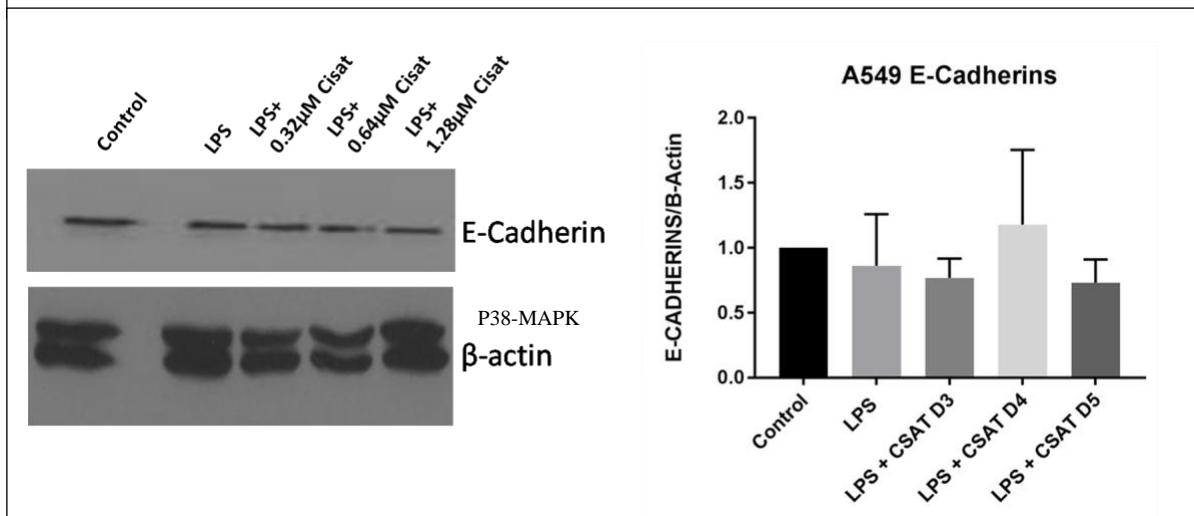 Control
LPS
LPS+
0.32µM Cisat
LPS+
0.64µM Cisat
LPS+
1.28µM Cisat
E-Cadherin
P38-MAPK
β-actin
A549 E-Cadherins
E-CADHERINS/B-Actin
2.0
1.5
1.0
0.5
0.0
Control
LPS
LPS + CSAT D3
LPS + CSAT D4
LPS + CSAT D5